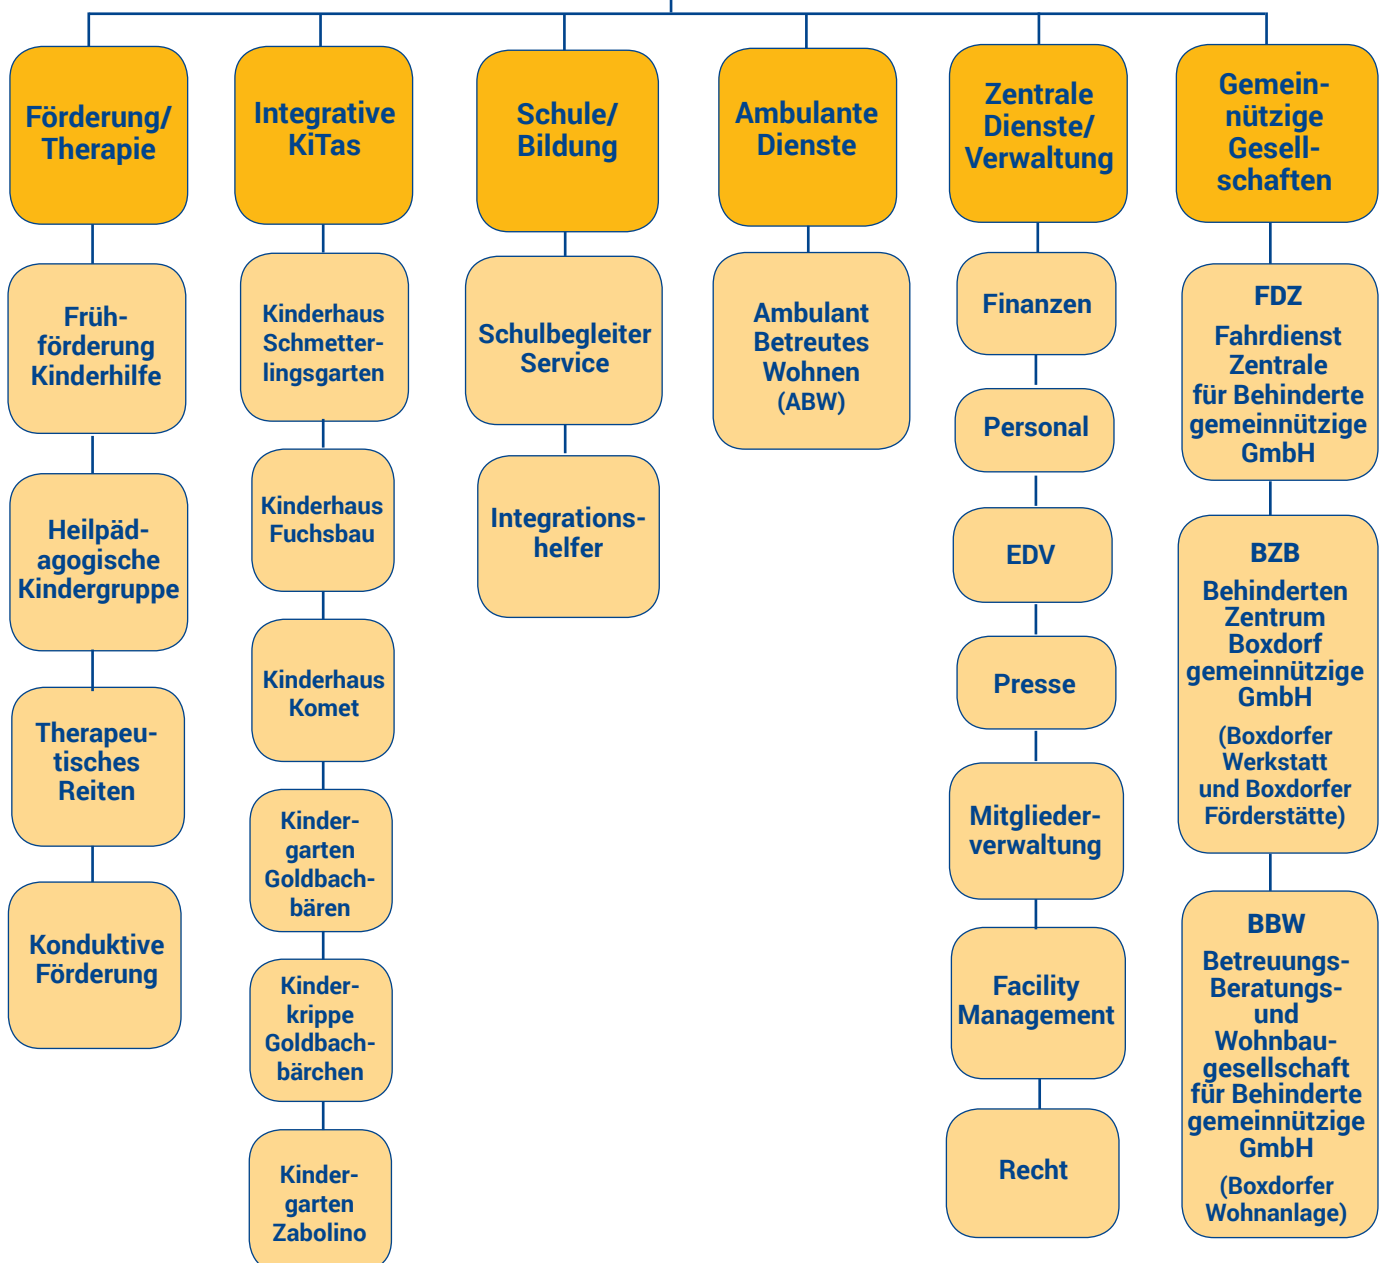 Förderung/
Therapie
Früh-
förderung
Kinderhilfe
Heilpäd-
agogische
Kindergruppe
Therapeu-
tisches
Reiten
Konduktive
Förderung
Integrative
KiTas
Kinderhaus
Schmetter-
lingsgarten
Kinderhaus
Fuchsbau
Kinderhaus
Komet
Kinder-
garten
Goldbach-
bären
Kinder-
krippe
Goldbach-
bärchen
Kinder-
garten
Zabolino
Schule/
Bildung
Schulbegleiter
Service
Integrations-
helfer
Ambulante
Dienste
Ambulant
Betreutes
Wohnen
(ABW)
Zentrale
Dienste/
Verwaltung
Finanzen
Personal
EDV
Presse
Mitglieder-
verwaltung
Facility
Management
Recht
Gemein-
nützige
Gesell-
schaften
FDZ
Fahrdienst
Zentrale
für Behinderte
gemeinnützige
GmbH
BZB
Behinderten
Zentrum
Boxdorf
gemeinnützige
GmbH
(Boxdorfer
Werkstatt
und Boxdorfer
Förderstätte)
BBW
Betreuungs-
Beratungs-
und
Wohnbau-
gesellschaft
für Behinderte
gemeinnützige
GmbH
(Boxdorfer
Wohnanlage)